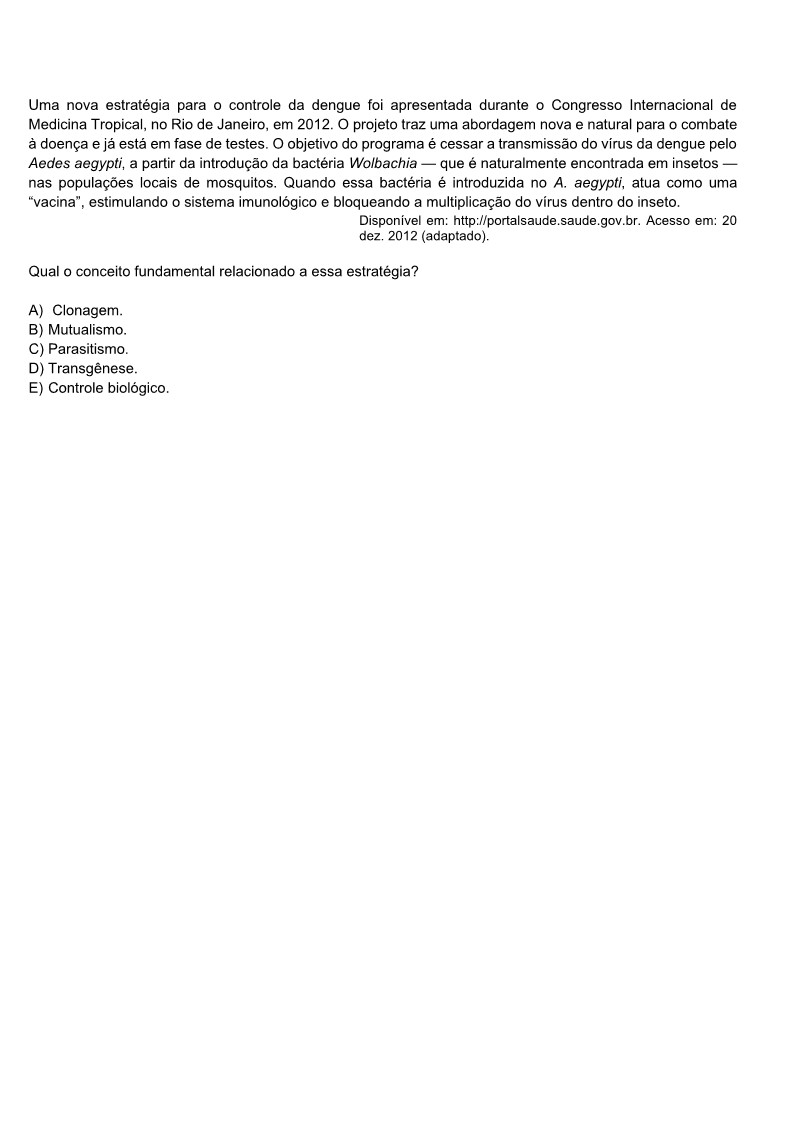 Uma nova estratégia para o controle da dengue foi apresentada durante o Congresso Internacional de
Medicina Tropical, no Rio de Janeiro, em 2012. O projeto traz uma abordagem nova e natural para o combate
à doença e já está em fase de testes. O objetivo do programa é cessar a transmissão do vírus da dengue pelo
Aedes aegypti, a partir da introdução da bactéria Wolbachia — que é naturalmente encontrada em insetos —
nas populações locais de mosquitos. Quando essa bactéria é introduzida no A. aegypti, atua como uma
“vacina”, estimulando o sistema imunológico e bloqueando a multiplicação do vírus dentro do inseto.
Disponível em: http://portalsaude.saude.gov.br. Acesso em: 20
dez. 2012 (adaptado).
Qual o conceito fundamental relacionado a essa estratégia?
A) Clonagem.
B) Mutualismo.
C) Parasitismo.
D) Transgênese.
E) Controle biológico.